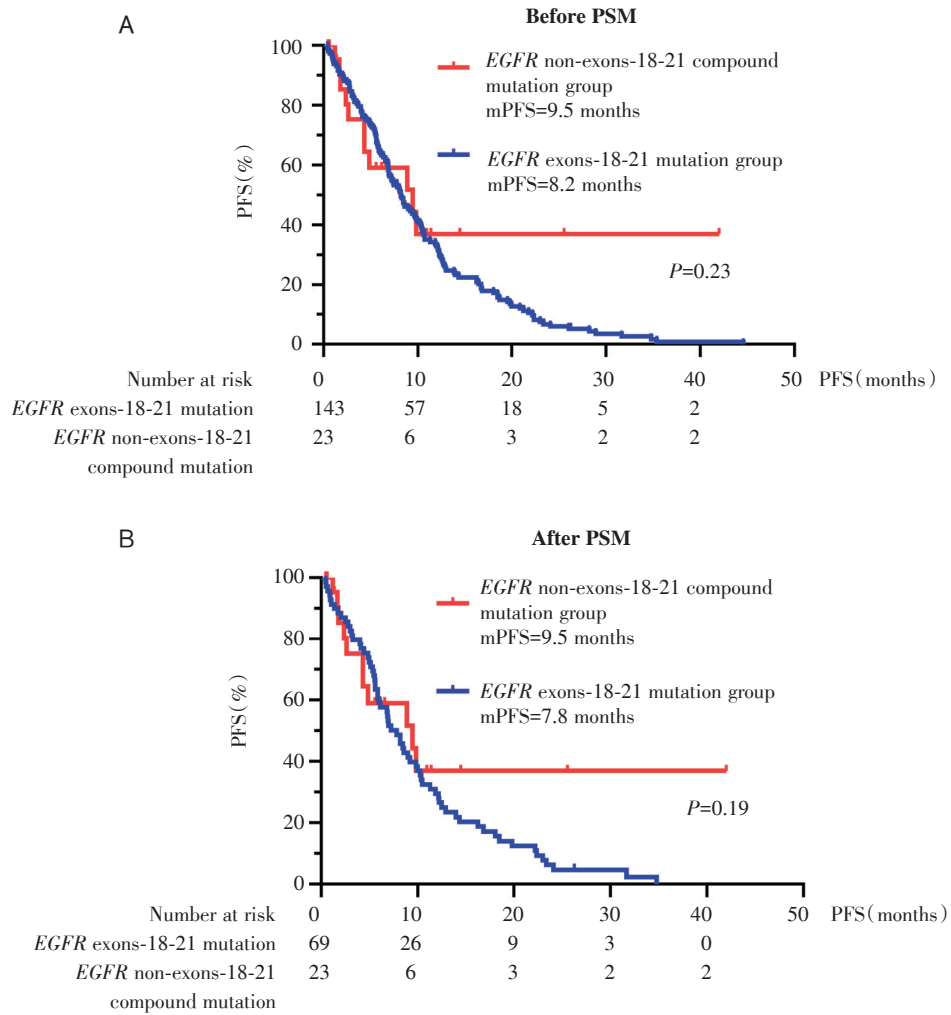 A
Before PSM
EGFR non-exons-18-21 compound
mutation group
mPFS=9.5 months
EGFR exons-18-21 mutation group
mPFS=8.2 months
P=0.23
PFS(%)
100
80
60
40
20
0
Number at risk 0 10 20 30 40 50 PFS(months)
EGFR exons-18-21 mutation 143 57 18 5 2
EGFR non-exons-18-21 23 6 3 2 2
compound mutation
B
After PSM
EGFR non-exons-18-21 compound
mutation group
mPFS=9.5 months
EGFR exons-18-21 mutation group
mPFS=7.8 months
P=0.19
PFS(%)
100
80
60
40
20
0
Number at risk 0 10 20 30 40 50 PFS(months)
EGFR exons-18-21 mutation 69 26 9 3 0
EGFR non-exons-18-21 23 6 3 2 2
compound mutation